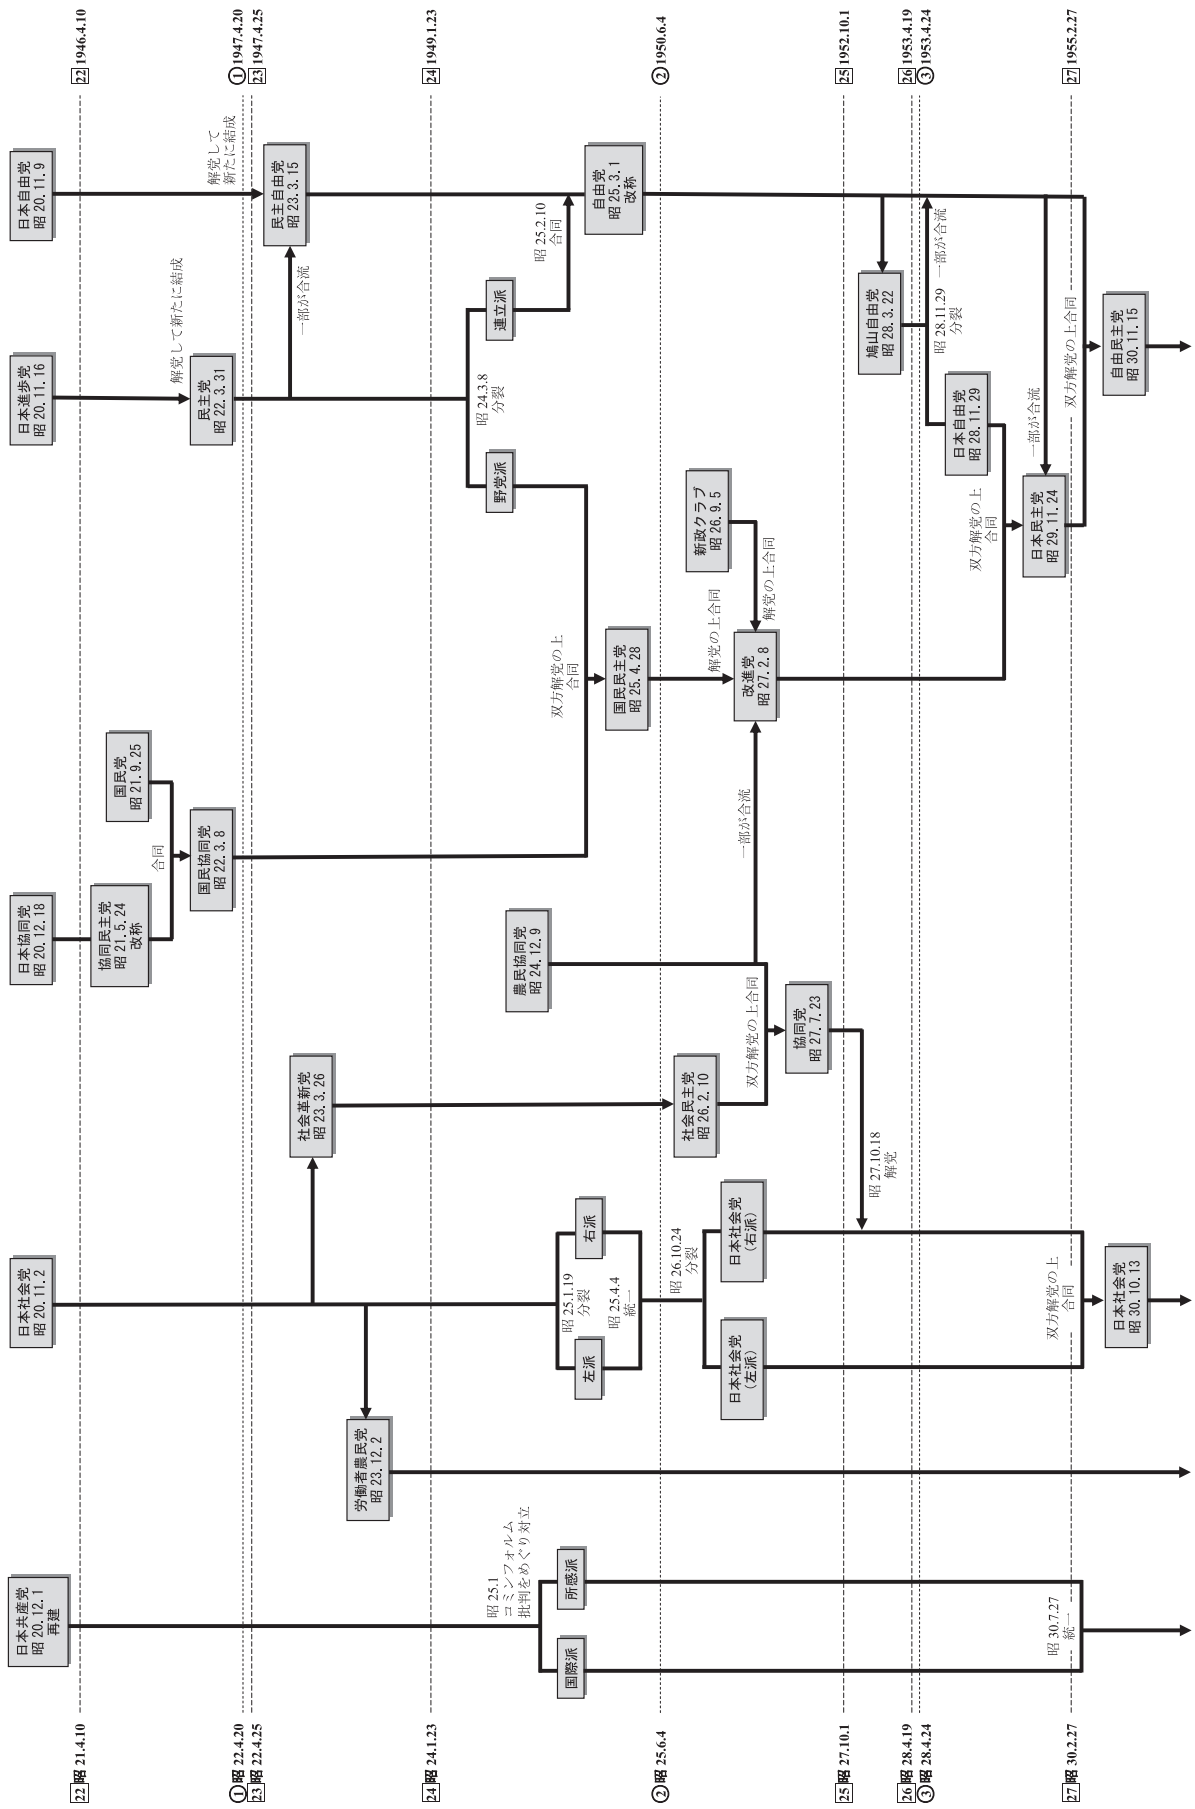 22 昭 21.4.10
日本共産党
昭 20.12.1
再建
日本社会党
昭 20.11.2
日本協同党
昭 20.12.18
日本進歩党
昭 20.11.16
日本自由党
昭 20.11.9
22 1946.4.10
協同民主党
昭 21.5.24
改称
国民党
昭 21.9.25
合同
解党して新たに結成
国民協同党
昭 22.3.8
民主党
昭 22.3.31
解党して
新たに結成
① 昭 22.4.20
① 1947.4.20
23 昭 22.4.25
23 1947.4.25
民主自由党
昭 23.3.15
社会革新党
昭 23.3.26
一部が合流
労働者農民党
昭 23.12.2
24 昭 24.1.23
24 1949.1.23
昭 24.3.8
分裂
野党派
連立派
昭 25.1
コミンフォルム
批判をめぐり対立
農民協同党
昭 24.12.9
昭 25.2.10
合同
国際派
所感派
昭 25.1.19
分裂
左派
右派
双方解党の上
合同
自由党
昭 25.3.1
改称
昭 25.4.4
統一
国民民主党
昭 25.4.28
② 昭 25.6.4
② 1950.6.4
昭 26.10.24
分裂
社会民主党
昭 26.2.10
新政クラブ
昭 26.9.5
解党の上合同
日本社会党
(左派)
日本社会党
(右派)
双方解党の上合同
一部が合流
改進党
昭 27.2.8
解党の上合同
協同党
昭 27.7.23
25 昭 27.10.1
25 1952.10.1
昭 27.10.18
解党
鳩山自由党
昭 28.3.22
26 昭 28.4.19
26 1953.4.19
③ 昭 28.4.24
③ 1953.4.24
昭 28.11.29
分裂
一部が合流
日本自由党
昭 28.11.29
双方解党の上
合同
一部が合流
日本民主党
昭 29.11.24
27 昭 30.2.27
27 1955.2.27
昭 30.7.27
統一
双方解党の上
合同
双方解党の上合同
日本社会党
昭 30.10.13
自由民主党
昭 30.11.15